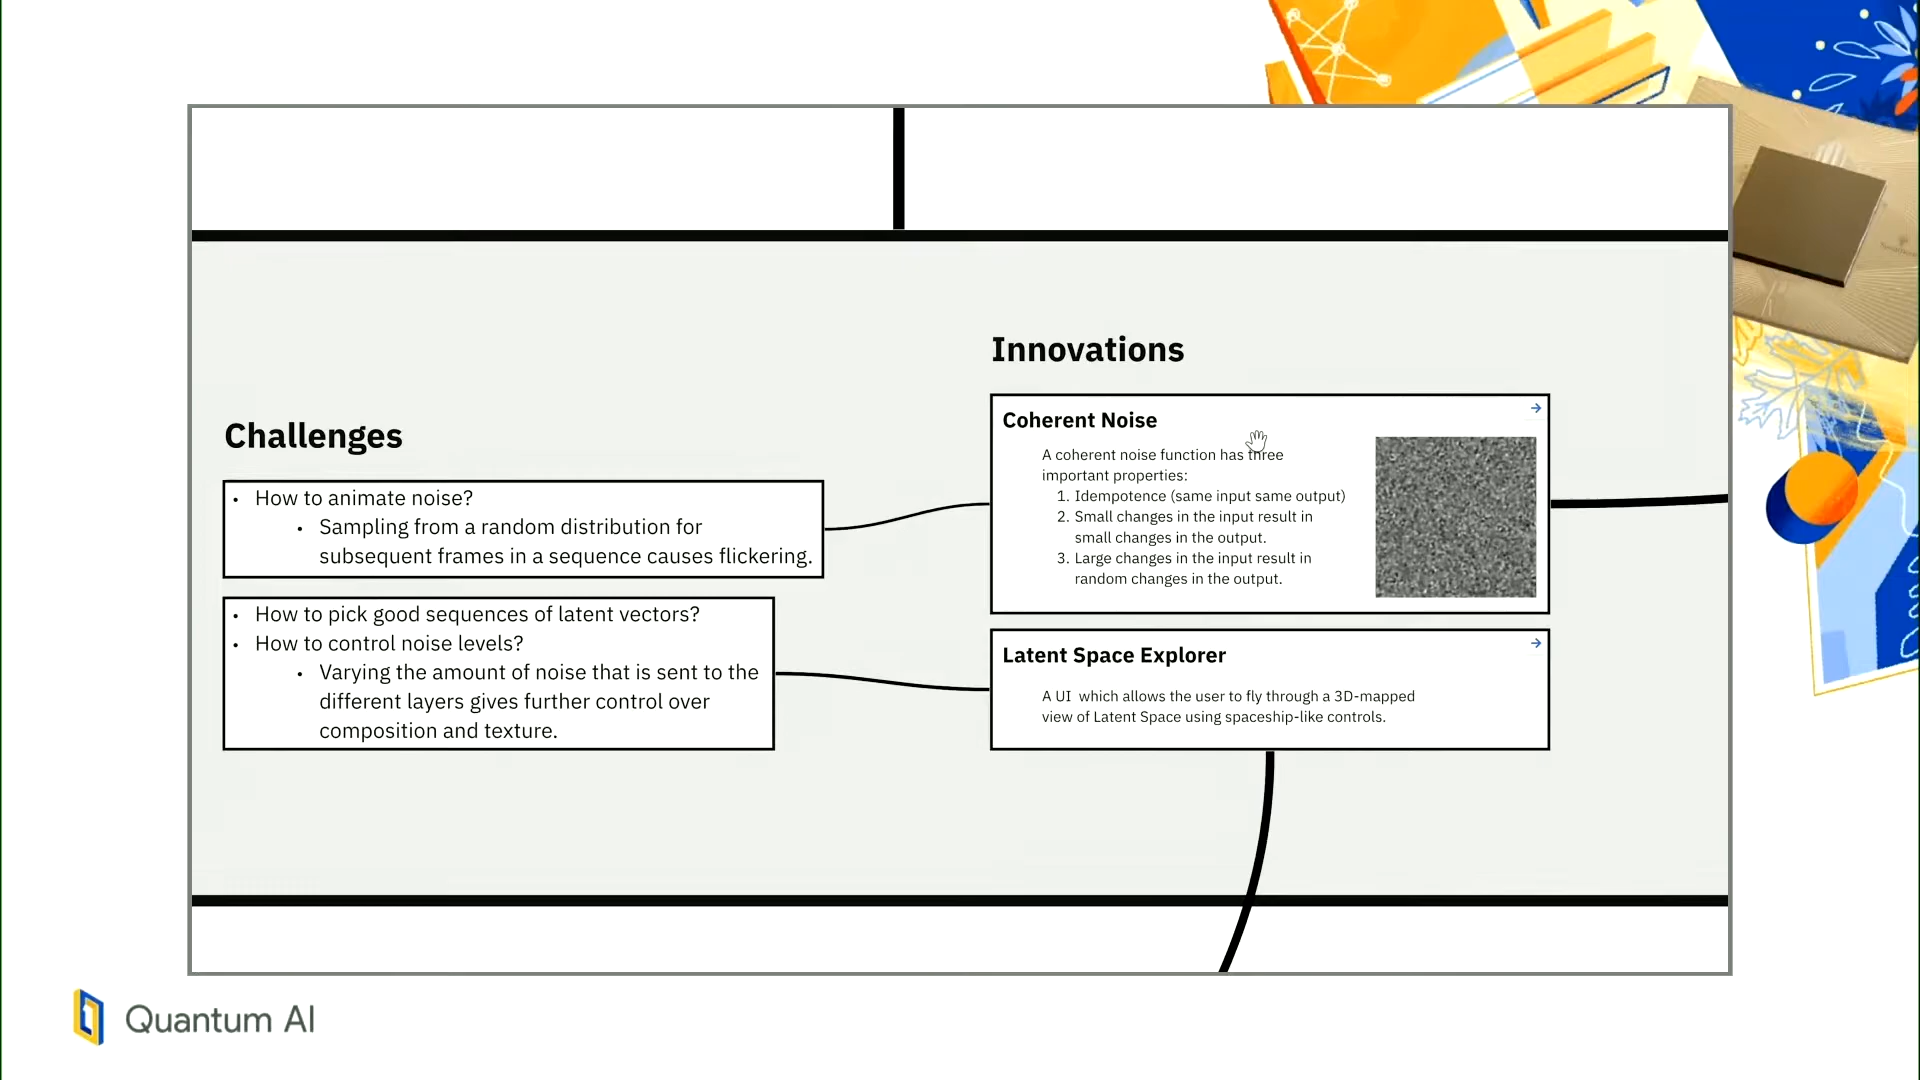 Challenges
• How to animate noise?
• Sampling from a random distribution for
subsequent frames in a sequence causes flickering.
• How to pick good sequences of latent vectors?
• How to control noise levels?
• Varying the amount of noise that is sent to the
different layers gives further control over
composition and texture.
Innovations
Coherent Noise
A coherent noise function has three
important properties:
1. Idempotence (same input same output)
2. Small changes in the input result in
small changes in the output.
3. Large changes in the input result in
random changes in the output.
Latent Space Explorer
A UI which allows the user to fly through a 3D-mapped
view of Latent Space using spaceship-like controls.
Quantum AI